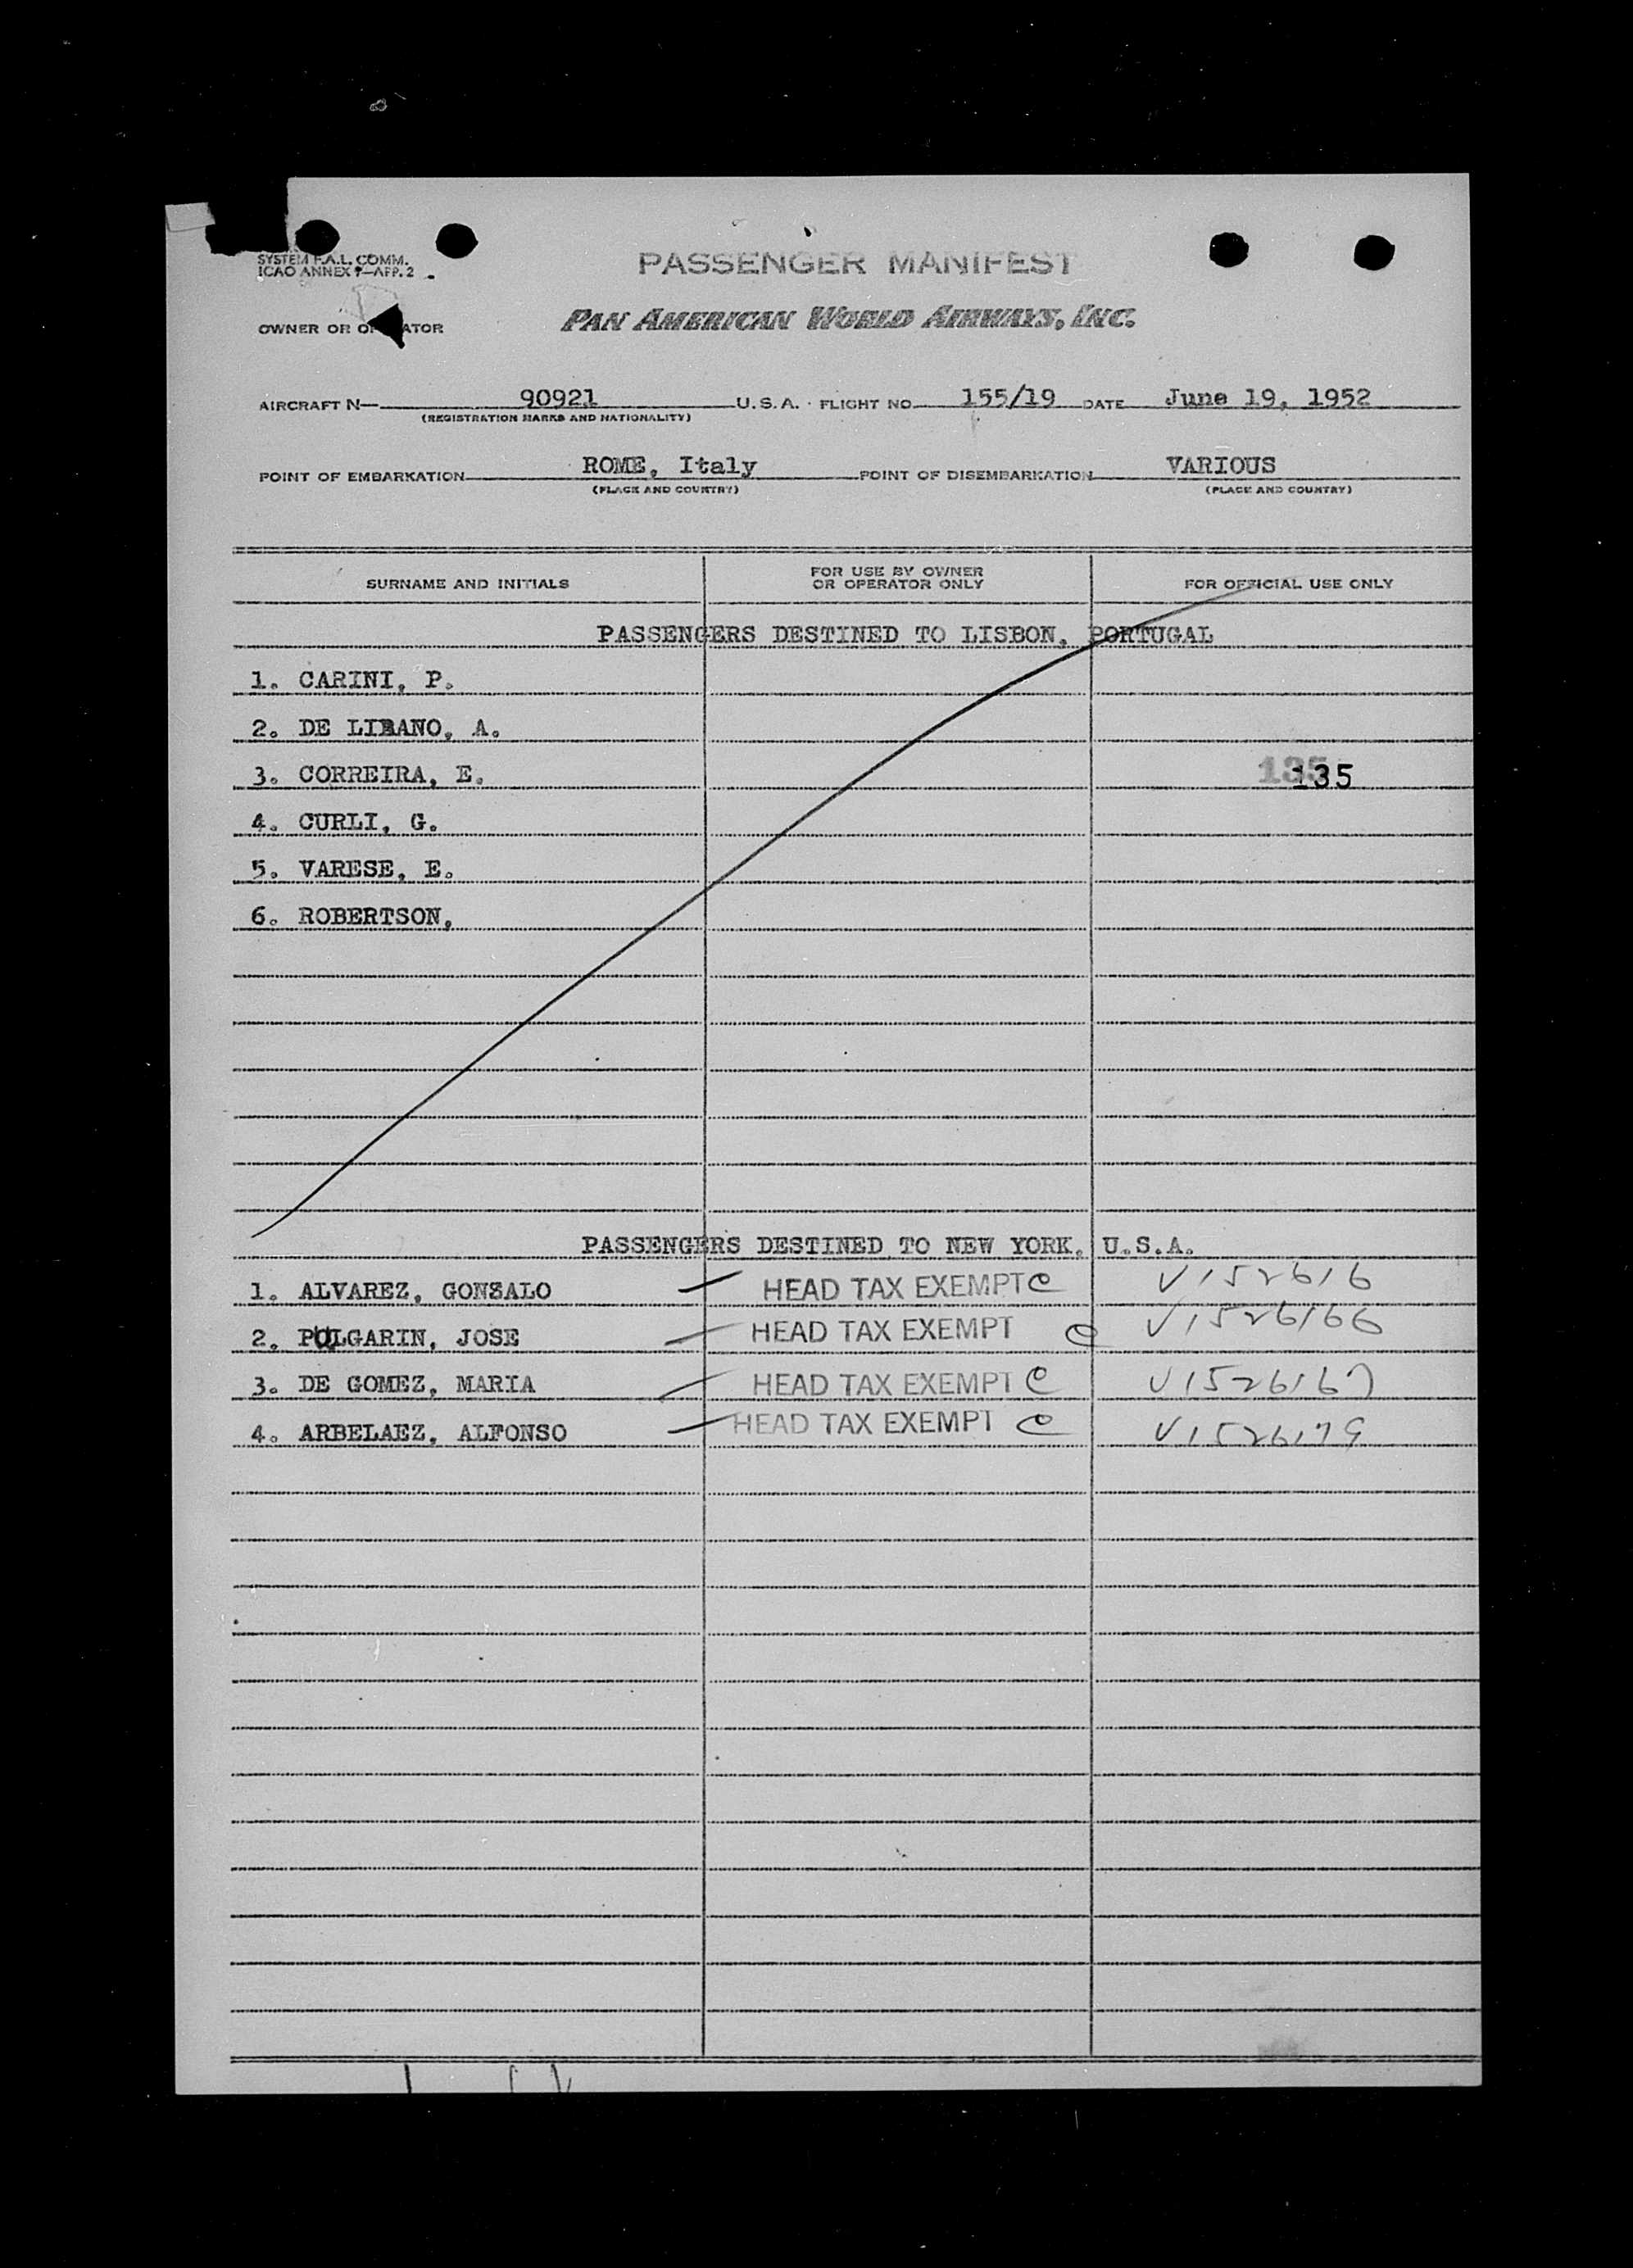 SYSTEM F.A.L. COMM.
ICAO ANNEX 9—APP. 2
PASSENGER MANIFEST
OWNER OR OPERATOR
PAN AMERICAN WORLD AIRWAYS, INC.
AIRCRAFT N— 90921 U.S.A. FLIGHT NO. 155/19 DATE June 19, 1952
(REGISTRATION MARKS AND NATIONALITY)
POINT OF EMBARKATION ROME, Italy POINT OF DISEMBARKATION VARIOUS
(PLACE AND COUNTRY) (PLACE AND COUNTRY)
SURNAME AND INITIALS FOR USE BY OWNER OR OPERATOR ONLY FOR OFFICIAL USE ONLY
PASSENGERS DESTINED TO LISBON, PORTUGAL
1. CARINI, P.
2. DE LIBANO, A.
3. CORREIRA, E. 135 135
4. CURLI, G.
5. VARESE, E.
6. ROBERTSON,
PASSENGERS DESTINED TO NEW YORK, U.S.A.
1. ALVAREZ, GONSALO HEAD TAX EXEMPT C V152616
2. PULGARIN, JOSE HEAD TAX EXEMPT C V1526166
3. DE GOMEZ, MARIA HEAD TAX EXEMPT C V1526167
4. ARBELAEZ, ALFONSO HEAD TAX EXEMPT C V1526179